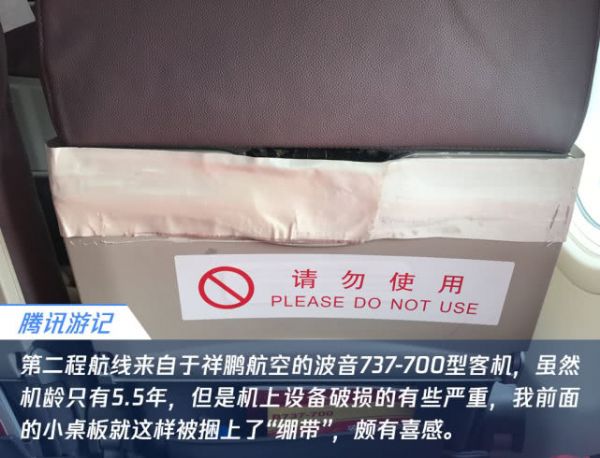 请勿使用
PLEASE DO NOT USE
腾讯游记
第二程航线来自于祥鹏航空的波音737-700型客机，虽然
机龄只有5.5年，但是机上设备破损的有些严重，我前面
的小桌板就这样被捆上了“绷带”，颇有喜感。
B737-700